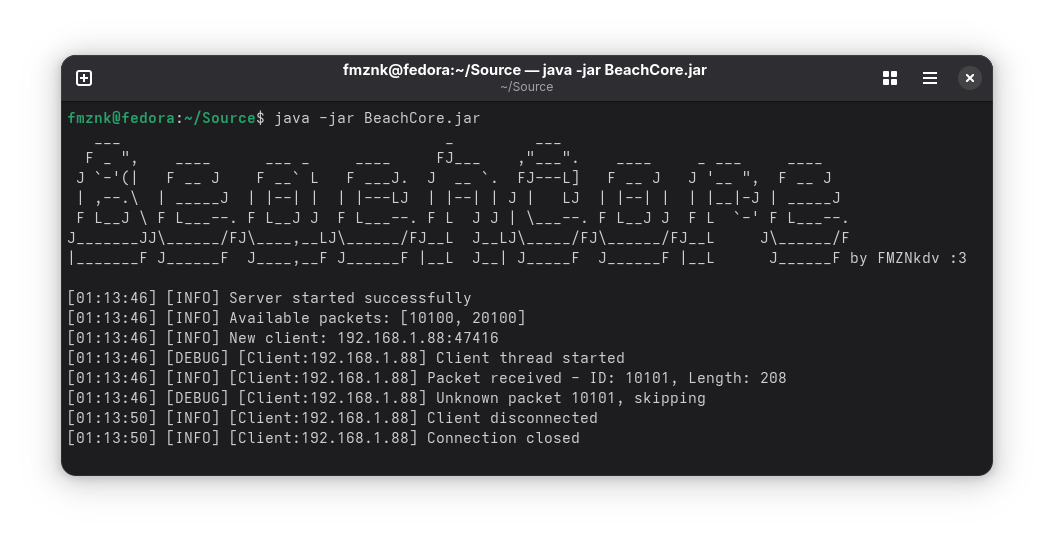 fmznk@fedora:~/Source — java -jar BeachCore.jar
~/Source
fmznk@fedora:~/Source$ java -jar BeachCore.jar
BeachCore by FMZNkdv :3
[01:13:46] [INFO] Server started successfully
[01:13:46] [INFO] Available packets: [10100, 20100]
[01:13:46] [INFO] New client: 192.168.1.88:47416
[01:13:46] [DEBUG] [Client:192.168.1.88] Client thread started
[01:13:46] [INFO] [Client:192.168.1.88] Packet received - ID: 10101, Length: 208
[01:13:46] [DEBUG] [Client:192.168.1.88] Unknown packet 10101, skipping
[01:13:50] [INFO] [Client:192.168.1.88] Client disconnected
[01:13:50] [INFO] [Client:192.168.1.88] Connection closed